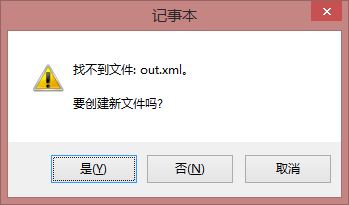 记事本
找不到文件: out.xml。
要创建新文件吗?
是(Y)
否(N)
取消